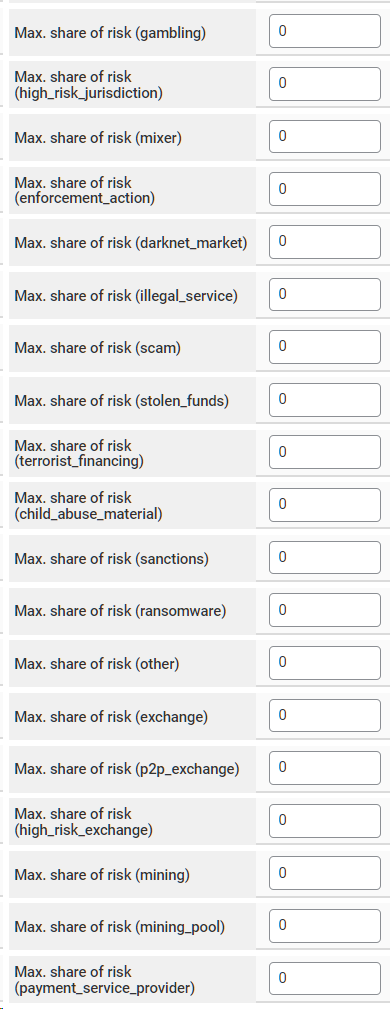 Max. share of risk (gambling) 0
Max. share of risk
(high_risk_jurisdiction) 0
Max. share of risk (mixer) 0
Max. share of risk
(enforcement_action) 0
Max. share of risk (darknet_market) 0
Max. share of risk (illegal_service) 0
Max. share of risk (scam) 0
Max. share of risk (stolen_funds) 0
Max. share of risk
(terrorist_financing) 0
Max. share of risk
(child_abuse_material) 0
Max. share of risk (sanctions) 0
Max. share of risk (ransomware) 0
Max. share of risk (other) 0
Max. share of risk (exchange) 0
Max. share of risk (p2p_exchange) 0
Max. share of risk
(high_risk_exchange) 0
Max. share of risk (mining) 0
Max. share of risk (mining_pool) 0
Max. share of risk
(payment_service_provider) 0